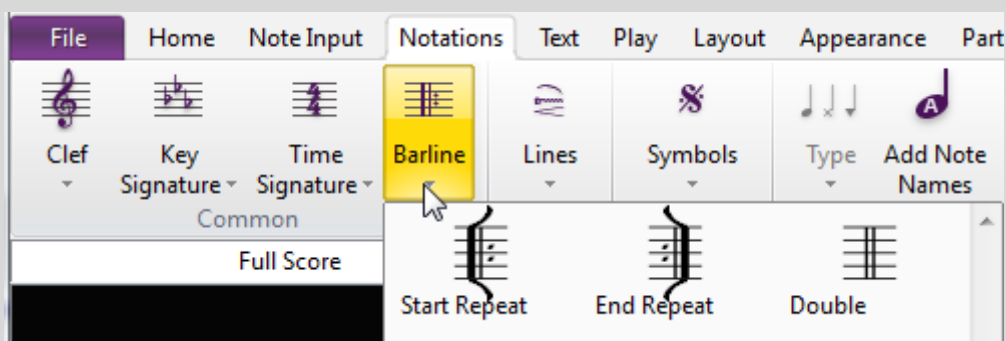 File Home Note Input Notations Text Play Layout Appearance Part
Clef Key Signature Time Signature Barline Lines Symbols Type Add Note Names
Common
Full Score
Start Repeat End Repeat Double